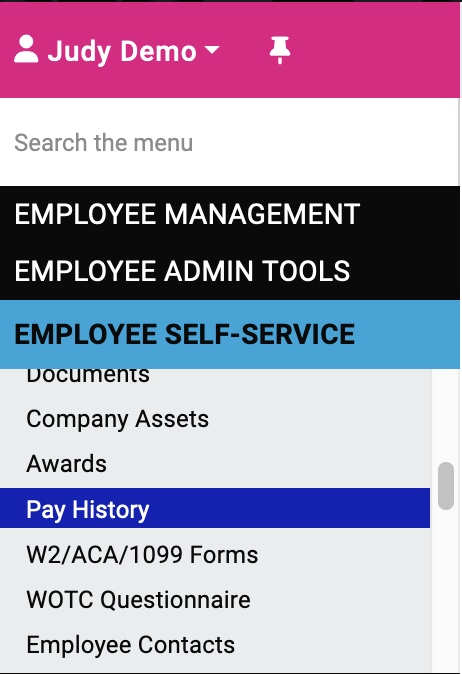 Judy Demo
Search the menu
EMPLOYEE MANAGEMENT
EMPLOYEE ADMIN TOOLS
EMPLOYEE SELF-SERVICE
Documents
Company Assets
Awards
Pay History
W2/ACA/1099 Forms
WOTC Questionnaire
Employee Contacts